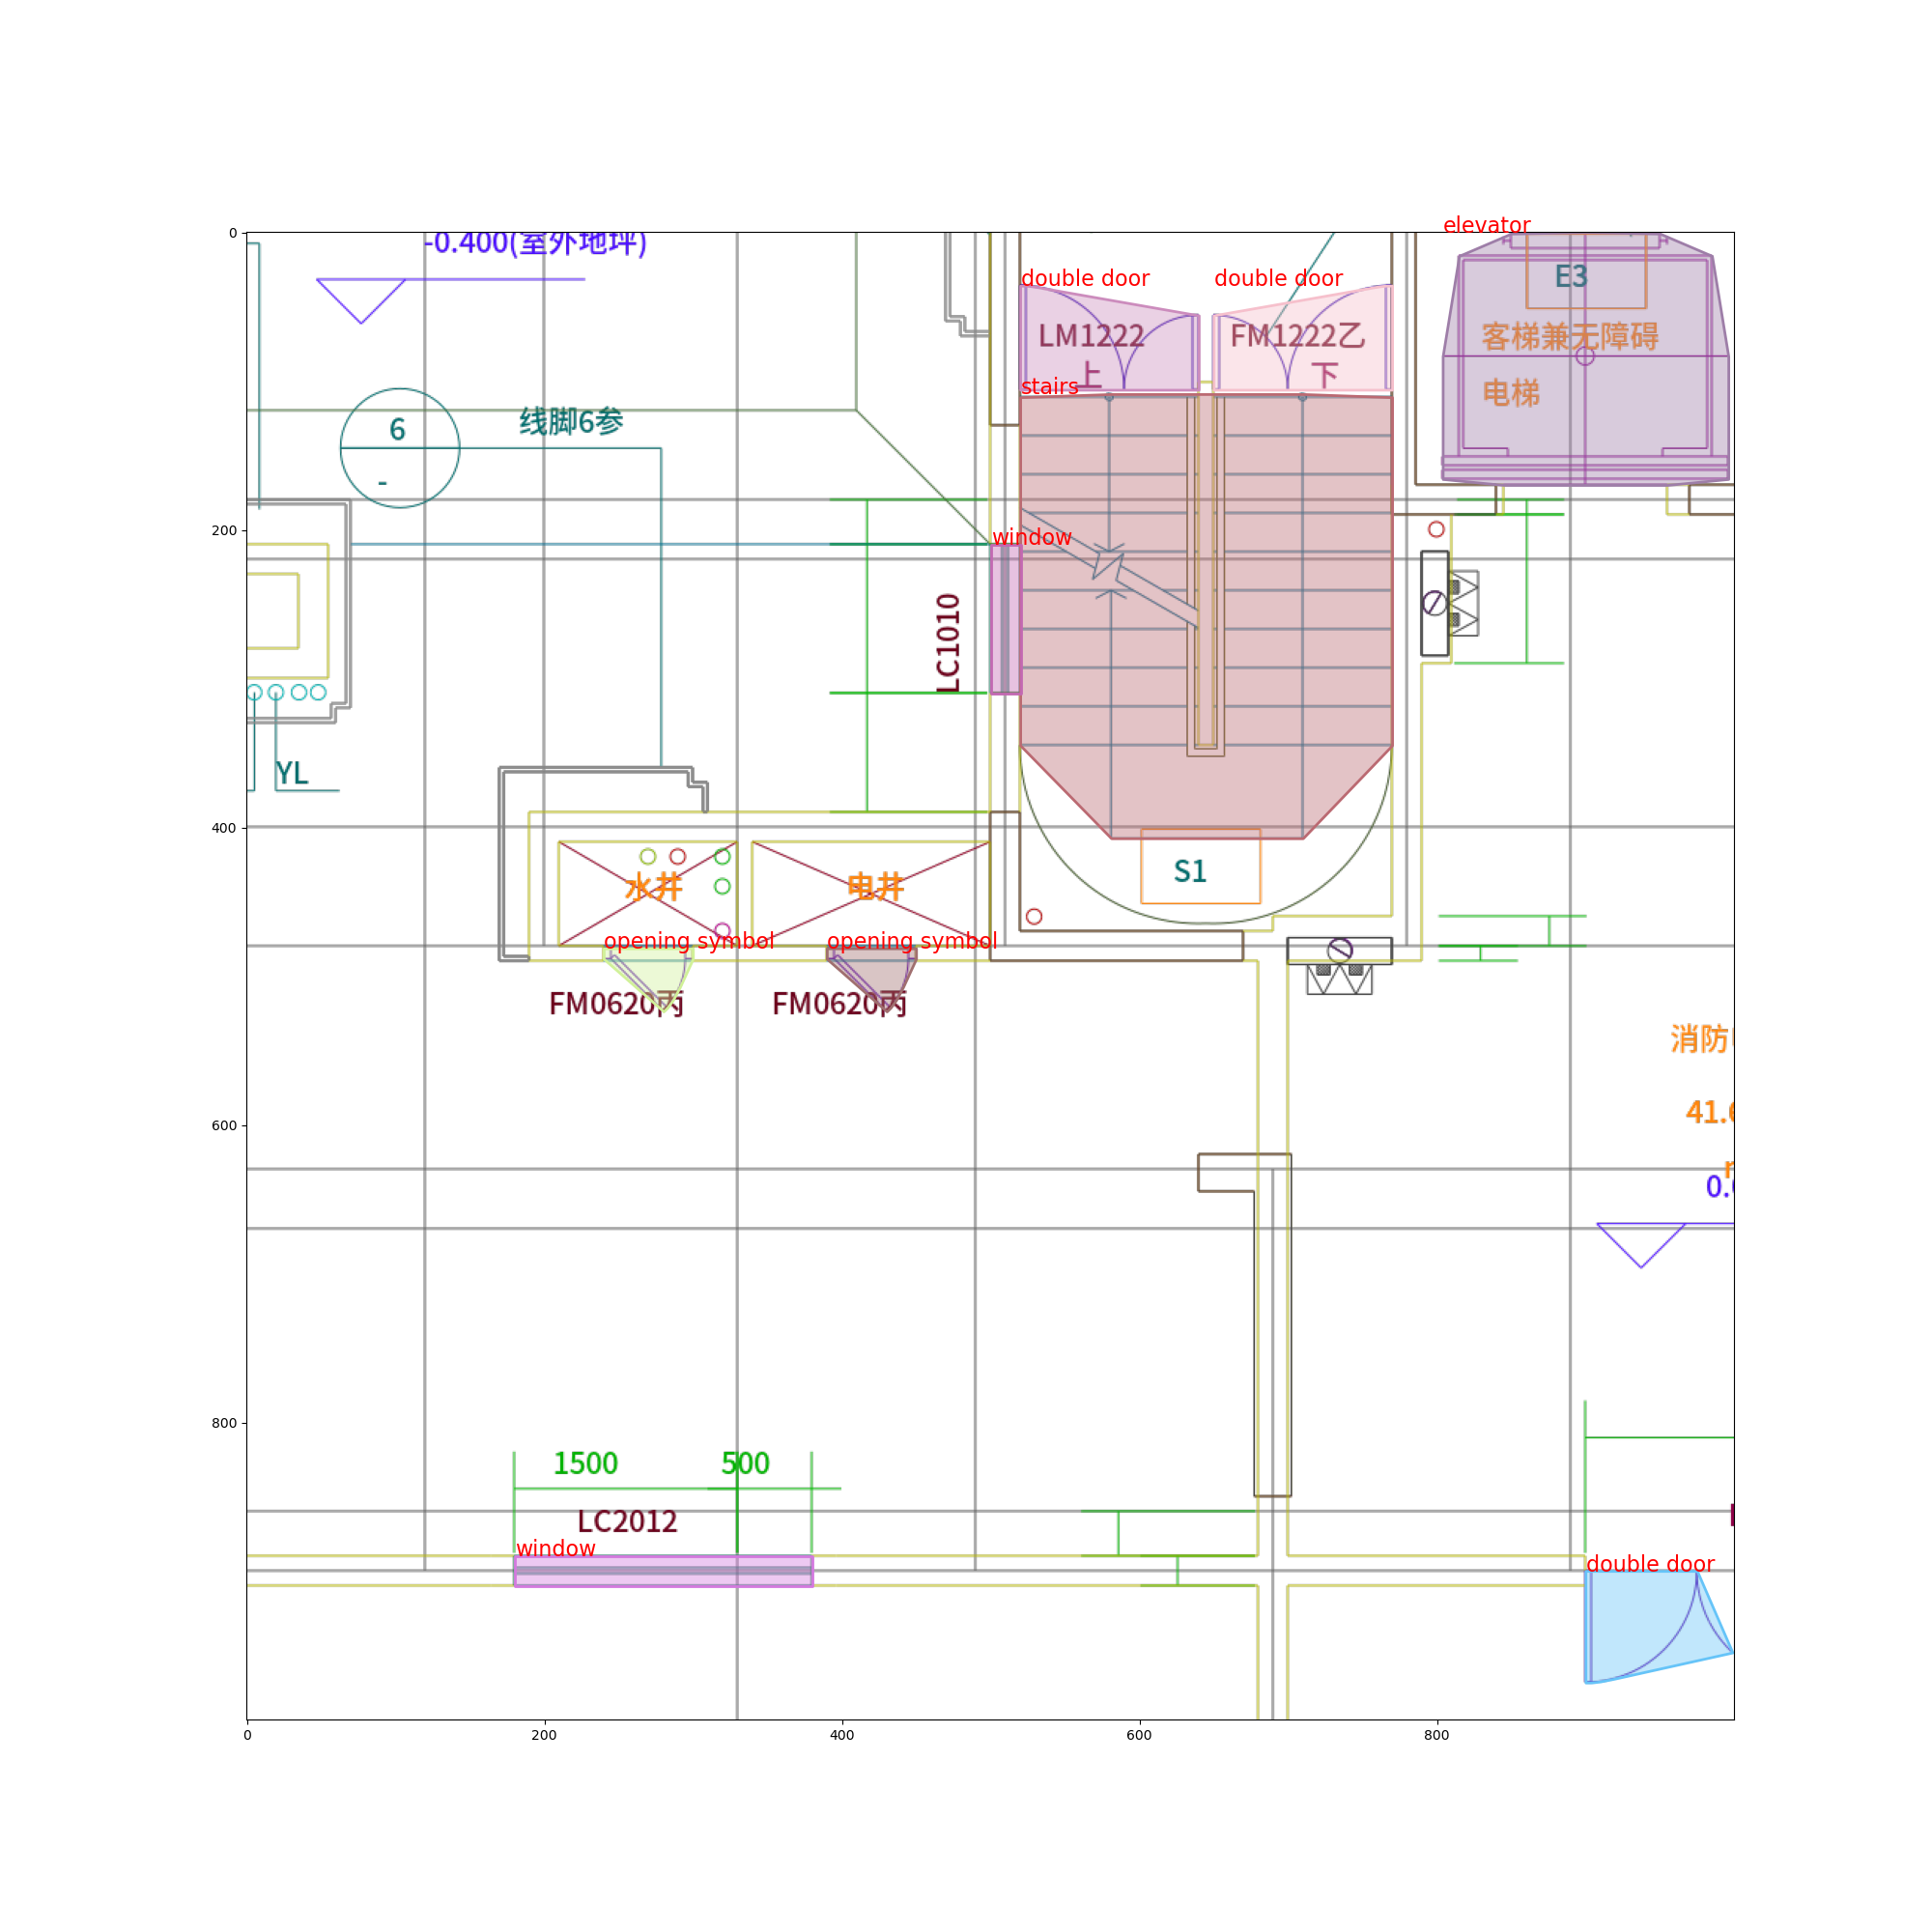 elevator
-0.400(室外地坪)
double door
double door
E3
LM1222
FM1222乙
客梯兼无障碍
上
下
stairs
电梯
6
线脚6参
-
window
LC1010
YL
水井
电井
S1
opening symbol
opening symbol
FM0620丙
FM0620丙
消防
41.6
0.0
1500
500
LC2012
window
double door
0
200
400
600
800
0
200
400
600
800